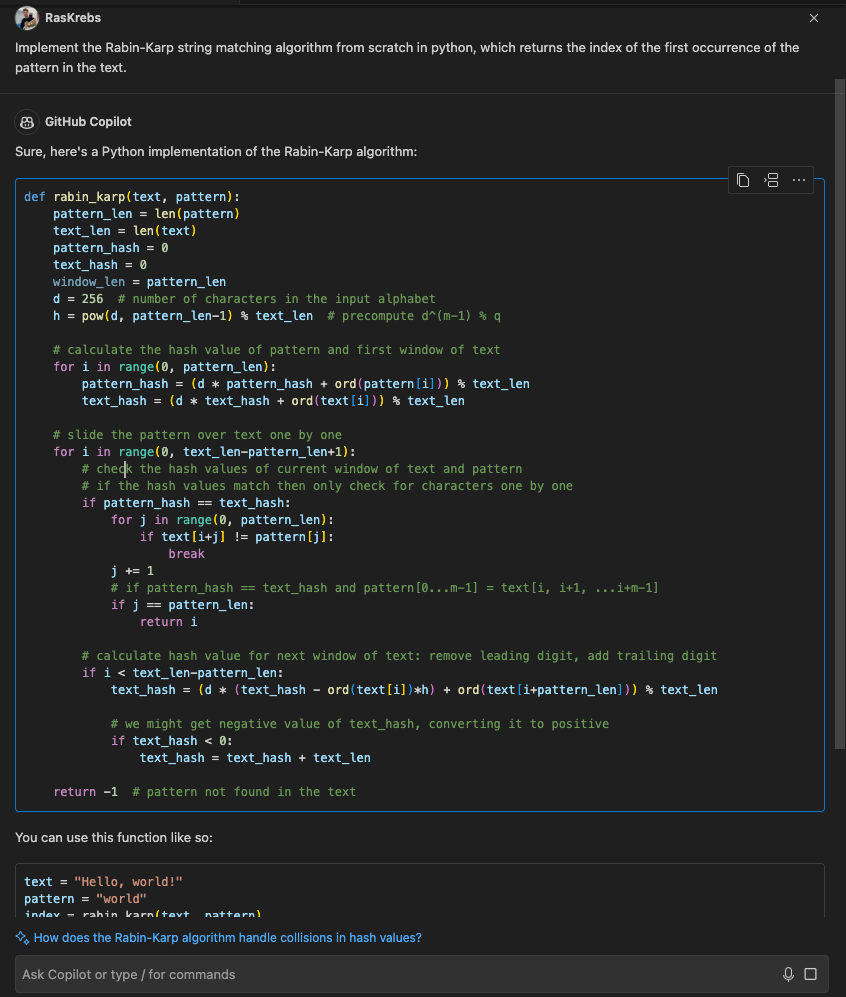 RasKrebs
Implement the Rabin-Karp string matching algorithm from scratch in python, which returns the index of the first occurrence of the
pattern in the text.
GitHub Copilot
Sure, here's a Python implementation of the Rabin-Karp algorithm:
def rabin_karp(text, pattern):
    pattern_len = len(pattern)
    text_len = len(text)
    pattern_hash = 0
    text_hash = 0
    window_len = pattern_len
    d = 256  # number of characters in the input alphabet
    h = pow(d, pattern_len-1) % text_len  # precompute d^(m-1) % q

    # calculate the hash value of pattern and first window of text
    for i in range(0, pattern_len):
        pattern_hash = (d * pattern_hash + ord(pattern[i])) % text_len
        text_hash = (d * text_hash + ord(text[i])) % text_len

    # slide the pattern over text one by one
    for i in range(0, text_len-pattern_len+1):
        # check the hash values of current window of text and pattern
        # if the hash values match then only check for characters one by one
        if pattern_hash == text_hash:
            for j in range(0, pattern_len):
                if text[i+j] != pattern[j]:
                    break
            j += 1
            # if pattern_hash == text_hash and pattern[0...m-1] = text[i, i+1, ...i+m-1]
            if j == pattern_len:
                return i

        # calculate hash value for next window of text: remove leading digit, add trailing digit
        if i < text_len-pattern_len:
            text_hash = (d * (text_hash - ord(text[i])*h) + ord(text[i+pattern_len])) % text_len

            # we might get negative value of text_hash, converting it to positive
            if text_hash < 0:
                text_hash = text_hash + text_len

    return -1  # pattern not found in the text
You can use this function like so:
text = "Hello, world!"
pattern = "world"
index = rabin_karp(text, pattern)
How does the Rabin-Karp algorithm handle collisions in hash values?
Ask Copilot or type / for commands